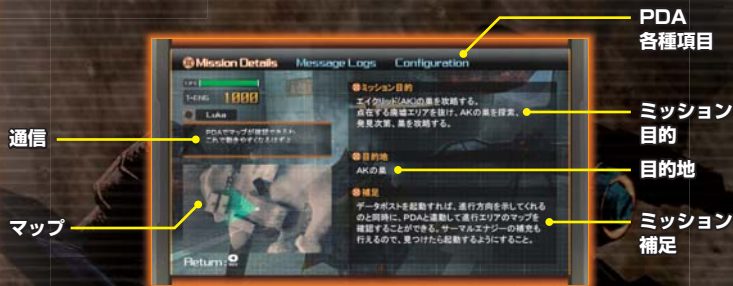 PDA
各種項目
Mission Details Message Logs Configuration
LIFE
T-ENG 1000
Luka
PDAでマップが確認できるわ、
これで動きやすくなるけずよ
通信
マップ
Return:
ミッション目的
エイクリッド(AK)の巣を攻略する。
点在する廃墟エリアを抜け、AKの巣を探索、
発見次第、巣を攻略する。
目的地
AKの巣
補足
データポストを起動すれば、進行方向を示してくれる
のと同時に、PDAと連動して進行エリアのマップを
確認することができる。サーマルエナジーの補充も
行えるので、見つけたら起動するようにすること。
ミッション
目的
目的地
ミッション
補足